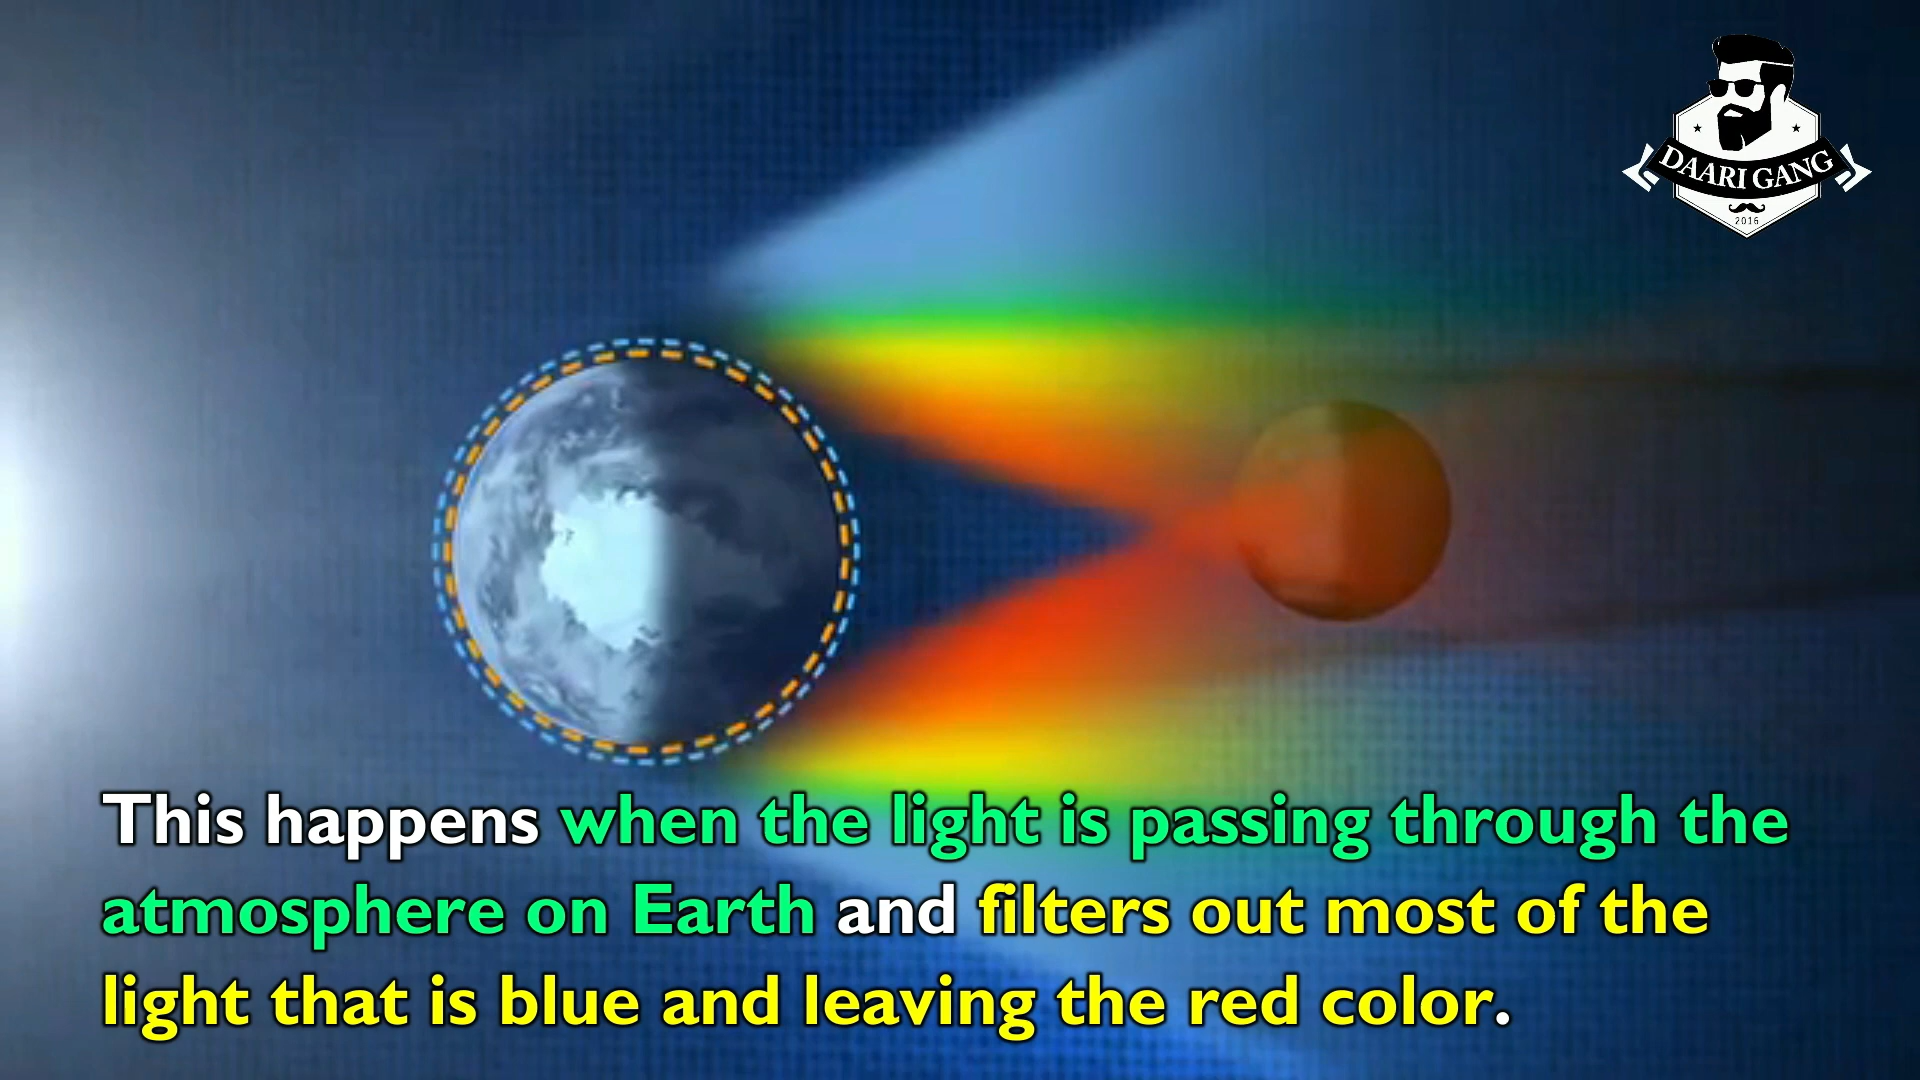 DAARI GANG
2016
This happens when the light is passing through the
atmosphere on Earth and filters out most of the
light that is blue and leaving the red color.